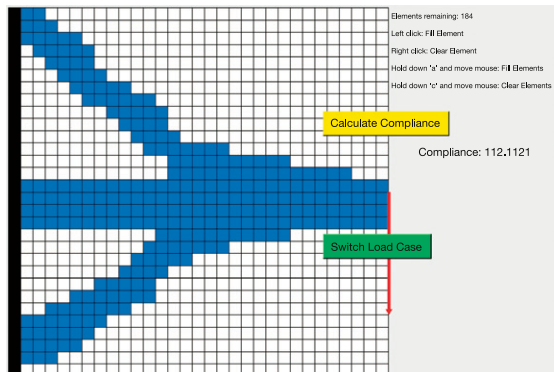 Elements remaining: 184
Left click: Fill Element
Right click: Clear Element
Hold down 'a' and move mouse: Fill Elements
Hold down 'c' and move mouse: Clear Elements
Calculate Compliance
Compliance: 112.1121
Switch Load Case